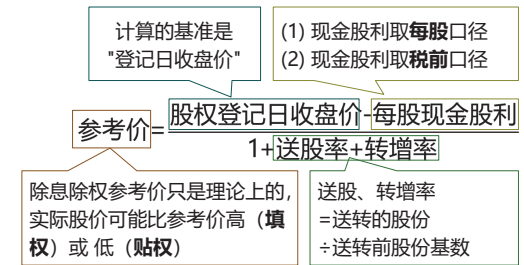 计算的基准是
"登记日收盘价"
(1) 现金股利取每股口径
(2) 现金股利取税前口径
参考价=
股权登记日收盘价-每股现金股利
1+送股率+转增率
除息除权参考价只是理论上的,
实际股价可能比参考价高（填
权）或 低（贴权）
送股、转增率
=送转的股份
÷送转前股份基数